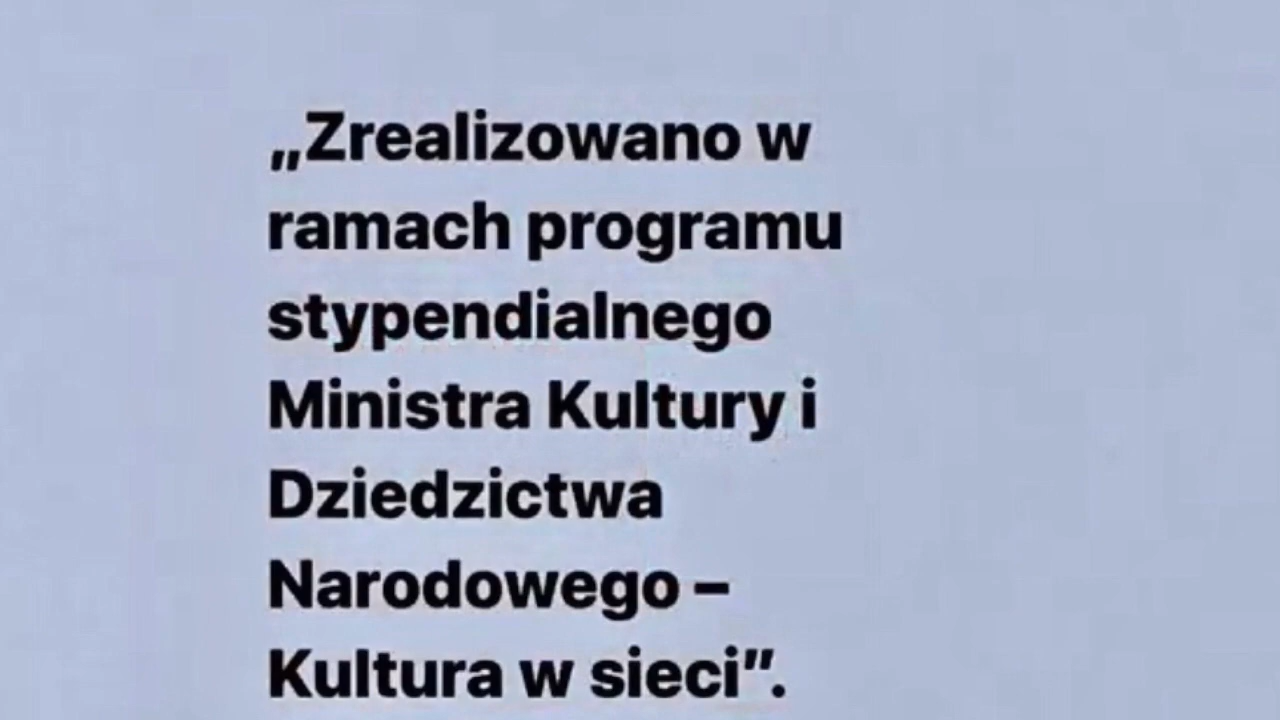 „Zrealizowano w
ramach programu
stypendialnego
Ministra Kultury i
Dziedzictwa
Narodowego –
Kultura w sieci”.